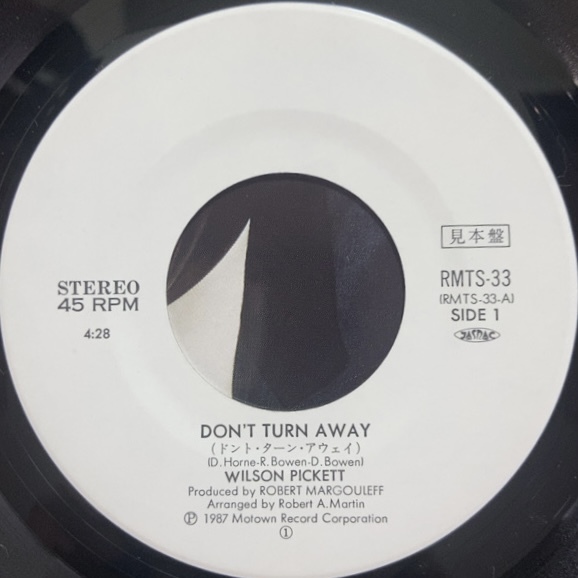 見本盤
STEREO
45 RPM
4:28
RMTS-33
(RMTS-33-A)
SIDE 1
JASRAC
DON'T TURN AWAY
(ドント・ターン・アウェイ)
(D. Horne-R. Bowen-D. Bowen)
WILSON PICKETT
Produced by ROBERT MARGOULEFF
Arranged by Robert A. Martin
Ⓟ 1987 Motown Record Corporation
①